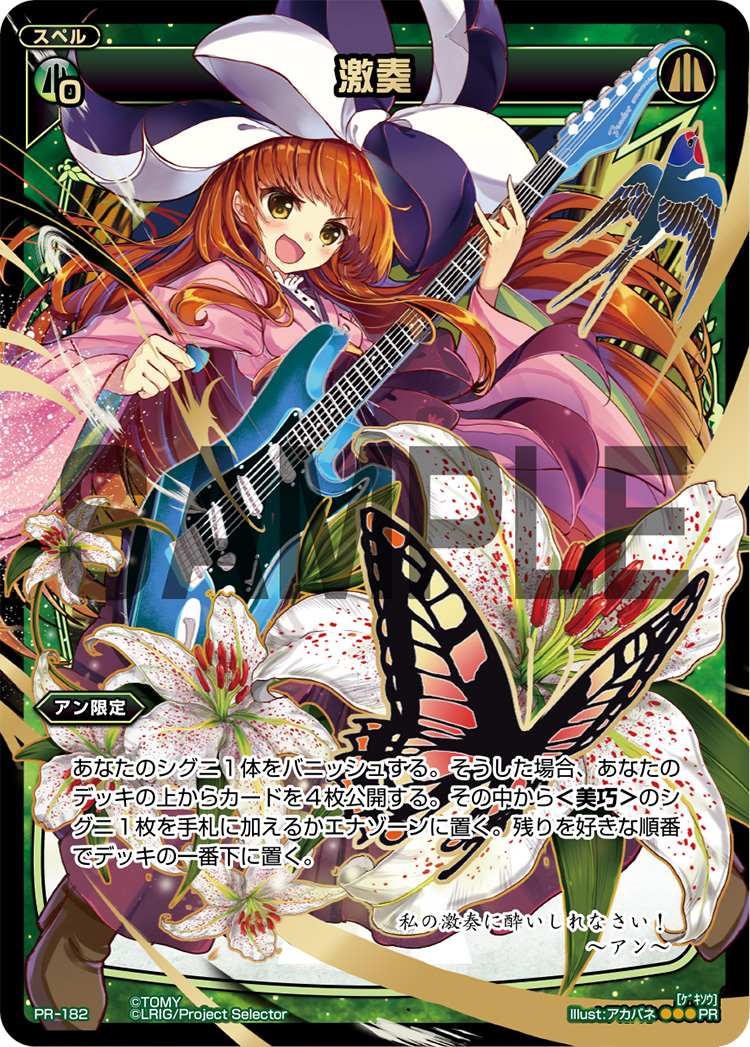 スペル
0
激奏
Fender
SAMPLE
アン限定
あなたのシグニ１体をバニッシュする。そうした場合、あなたの
デッキの上からカードを４枚公開する。その中から＜美巧＞のシ
グニ１枚を手札に加えるかエナゾーンに置く。残りを好きな順番
でデッキの一番下に置く。
私の激奏に酔いしれなさい！
～アン～
[ｹﾞｷｿｳ]
PR-182
©TOMY
©LRIG/Project Selector
Illust:アカバネ
PR